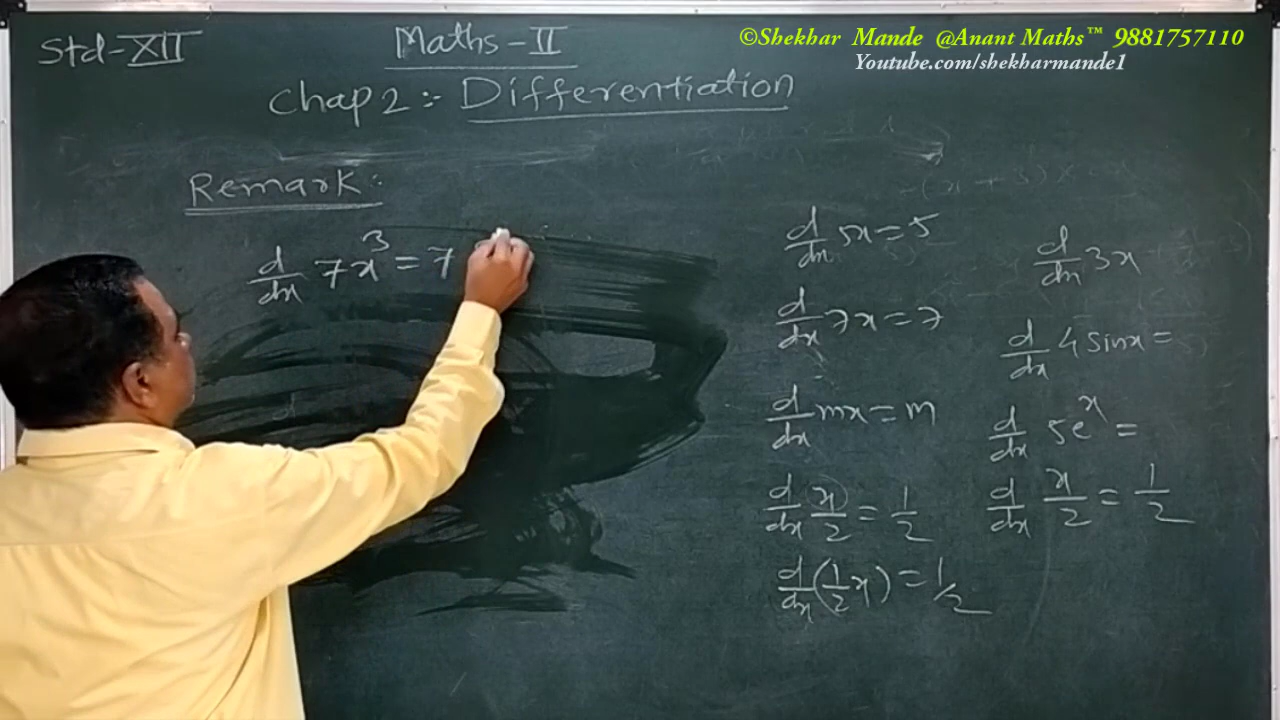 ©Shekhar Mande @Anant Maths™ 9881757110
Youtube.com/shekharmande1
Std-XII
Maths-II
Chap 2:- Differentiation
Remark:
d/dx 7x³ = 7
d/dx 5x = 5
d/dx 7x = 7
d/dx mx = m
d/dx x/2 = 1/2
d/dx (1/2 x) = 1/2
d/dx 3x
d/dx 4 sinx =
d/dx 5eˣ =
d/dx x/2 = 1/2